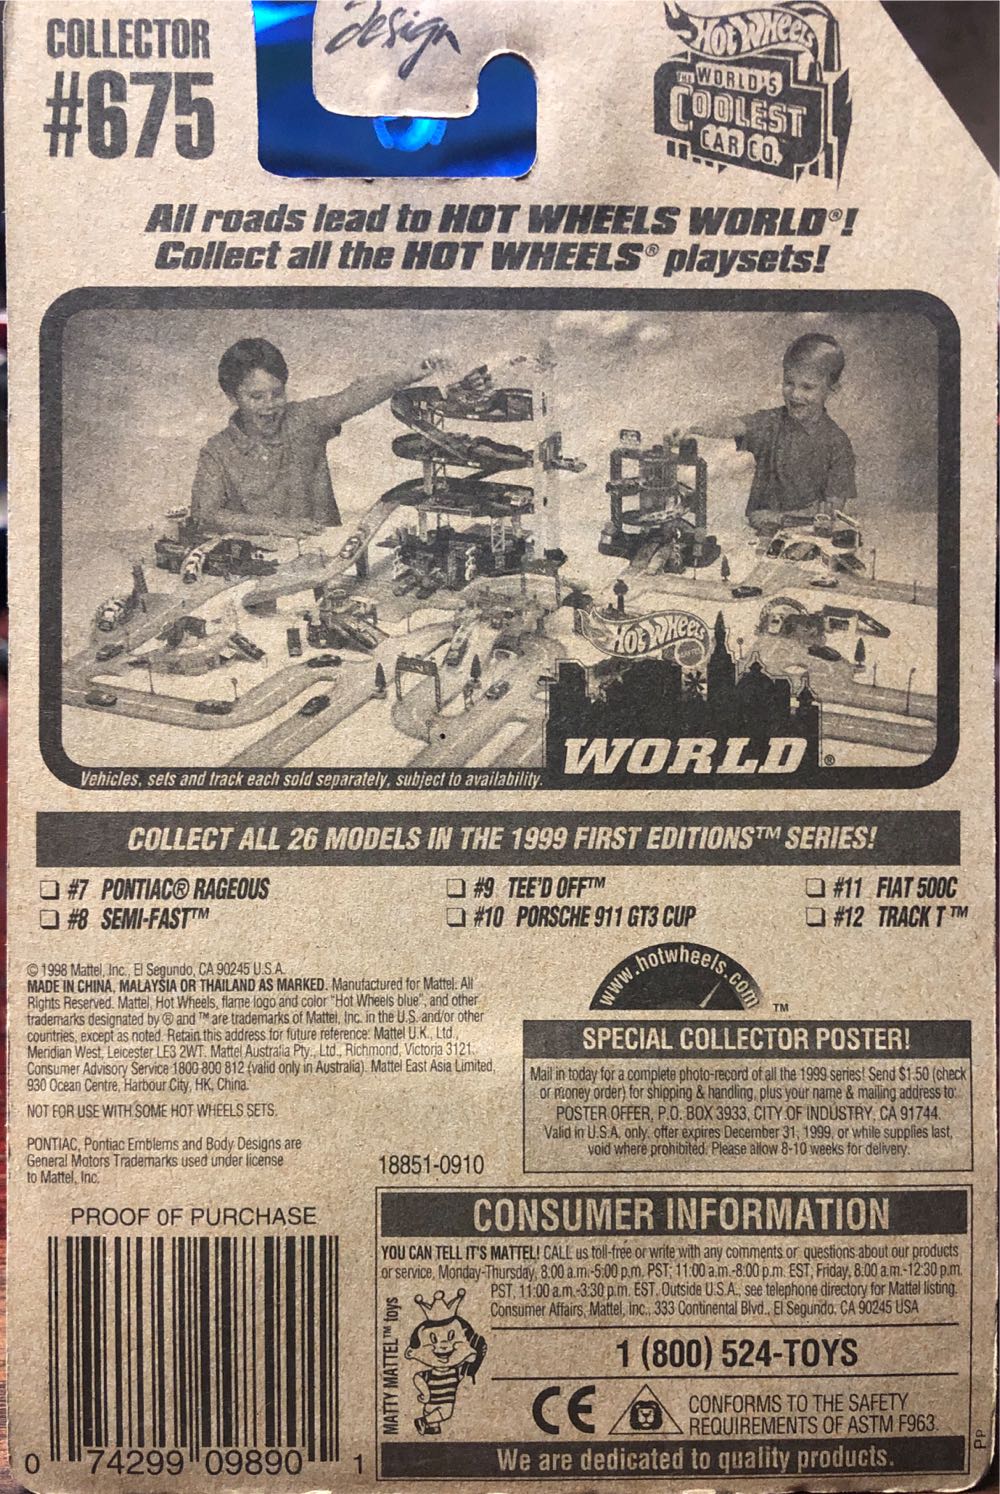 COLLECTOR
#675
design
HOT WHEELS
THE WORLD'S
COOLEST
CAR CO.
All roads lead to HOT WHEELS WORLD®!
Collect all the HOT WHEELS® playsets!
HOT WHEELS
WORLD®
Vehicles, sets and track each sold separately, subject to availability.
COLLECT ALL 26 MODELS IN THE 1999 FIRST EDITIONS™ SERIES!
#7 PONTIAC® RAGEOUS
#8 SEMI-FAST™
#9 TEE'D OFF™
#10 PORSCHE 911 GT3 CUP
#11 FIAT 500C
#12 TRACK T™
© 1998 Mattel, Inc., El Segundo, CA 90245 U.S.A.
MADE IN CHINA, MALAYSIA OR THAILAND AS MARKED. Manufactured for Mattel. All
Rights Reserved. Mattel, Hot Wheels, flame logo and color "Hot Wheels blue", and other
trademarks designated by ® and ™ are trademarks of Mattel, Inc. in the U.S. and/or other
countries, except as noted. Retain this address for future reference: Mattel U.K., Ltd.,
Meridian West, Leicester LE3 2WT. Mattel Australia Pty., Ltd., Richmond, Victoria 3121.
Consumer Advisory Service 1800 800 812 (valid only in Australia). Mattel East Asia Limited,
930 Ocean Centre, Harbour City, HK, China.
NOT FOR USE WITH SOME HOT WHEELS SETS.
PONTIAC, Pontiac Emblems and Body Designs are
General Motors Trademarks used under license
to Mattel, Inc.
18851-0910
www.hotwheels.com™
SPECIAL COLLECTOR POSTER!
Mail in today for a complete photo-record of all the 1999 series! Send $1.50 (check
or money order) for shipping & handling, plus your name & mailing address to:
POSTER OFFER, P.O. BOX 3933, CITY OF INDUSTRY, CA 91744.
Valid in U.S.A. only, offer expires December 31, 1999, or while supplies last,
void where prohibited. Please allow 8-10 weeks for delivery.
PROOF OF PURCHASE
0 74299 09890 1
CONSUMER INFORMATION
YOU CAN TELL IT'S MATTEL! CALL us toll-free or write with any comments or questions about our products
or service, Monday-Thursday, 8:00 a.m.-5:00 p.m. PST; 11:00 a.m.-8:00 p.m. EST, Friday, 8:00 a.m.-12:30 p.m.
PST, 11:00 a.m.-3:30 p.m. EST. Outside U.S.A., see telephone directory for Mattel listing.
Consumer Affairs, Mattel, Inc., 333 Continental Blvd., El Segundo, CA 90245 USA
MATTY MATTEL™ toys
1 (800) 524-TOYS
CE
CONFORMS TO THE SAFETY
REQUIREMENTS OF ASTM F963.
We are dedicated to quality products.
PP